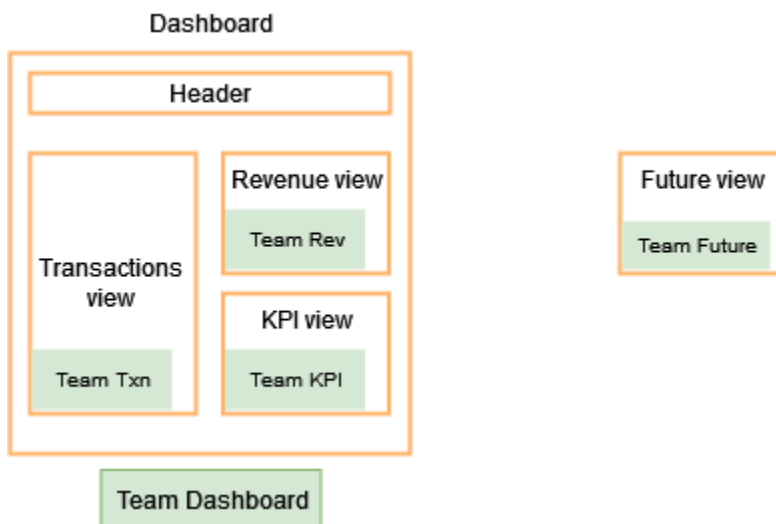 Dashboard
Header
Transactions
view
Team Txn
Revenue view
Team Rev
KPI view
Team KPI
Team Dashboard
Future view
Team Future